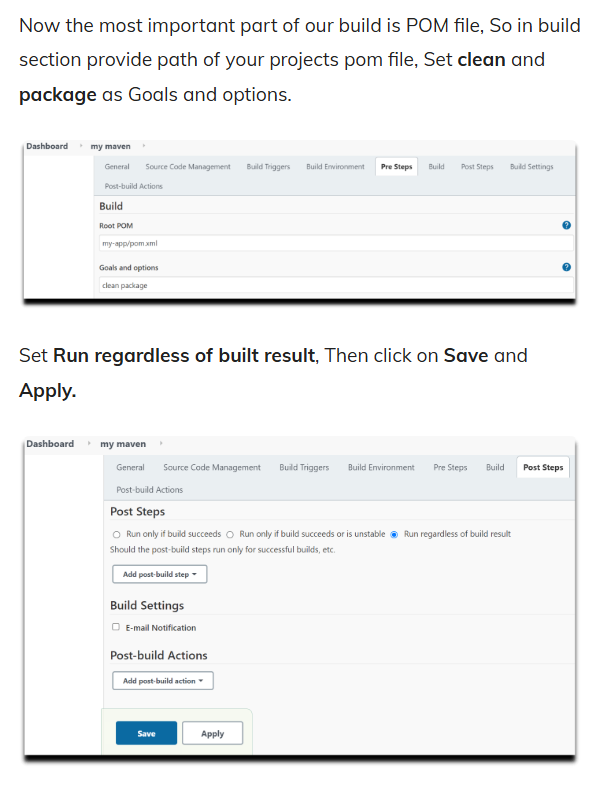 Now the most important part of our build is POM file, So in build
section provide path of your projects pom file, Set clean and
package as Goals and options.
Dashboard my maven
General Source Code Management Build Triggers Build Environment Pre Steps Build Post Steps Build Settings
Post-build Actions
Build
Root POM
?
my-app/pom.xml
Goals and options
?
clean package
Set Run regardless of built result, Then click on Save and
Apply.
Dashboard my maven
General Source Code Management Build Triggers Build Environment Pre Steps Build Post Steps
Post-build Actions
Post Steps
Run only if build succeeds Run only if build succeeds or is unstable Run regardless of build result
Should the post-build steps run only for successful builds, etc.
Add post-build step
Build Settings
E-mail Notification
Post-build Actions
Add post-build action
Save Apply